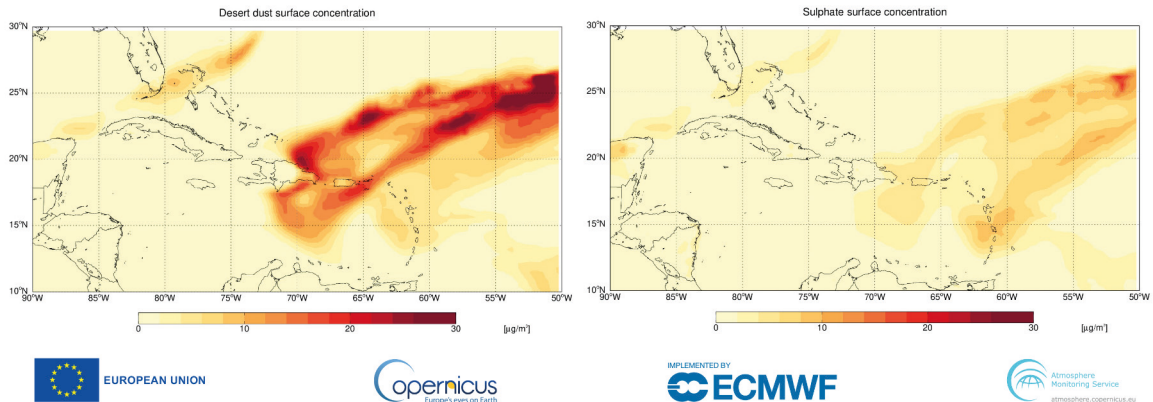 Desert dust surface concentration
30°N
25°N
20°N
15°N
10°N
90°W 85°W 80°W 75°W 70°W 65°W 60°W 55°W 50°W
0 10 20 30 [µg/m³]
Sulphate surface concentration
30°N
25°N
20°N
15°N
10°N
90°W 85°W 80°W 75°W 70°W 65°W 60°W 55°W 50°W
0 10 20 30 [µg/m³]
EUROPEAN UNION
Copernicus
Europe's eyes on Earth
IMPLEMENTED BY
ECMWF
Atmosphere
Monitoring Service
atmosphere.copernicus.eu